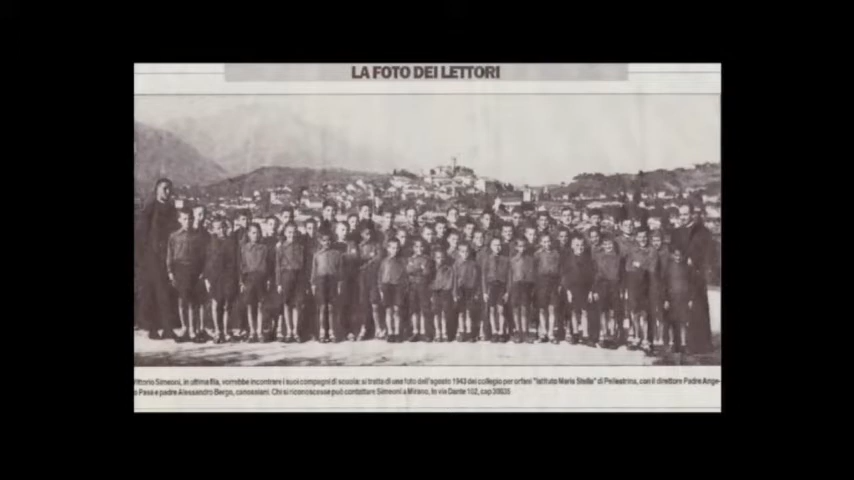 LA FOTO DEI LETTORI
Vittorio Simeoni, in ultima fila, vorrebbe incontrare i suoi compagni di scuola: si tratta di una foto dell'agosto 1943 del collegio per orfani "Istituto Maria Stella" di Pellestrina, con il direttore Padre Ange-
o Pasa e padre Alessandro Bergo, canossiani. Chi si riconoscesse può contattare Simeoni a Mirano, in via Dante 102, cap 30035